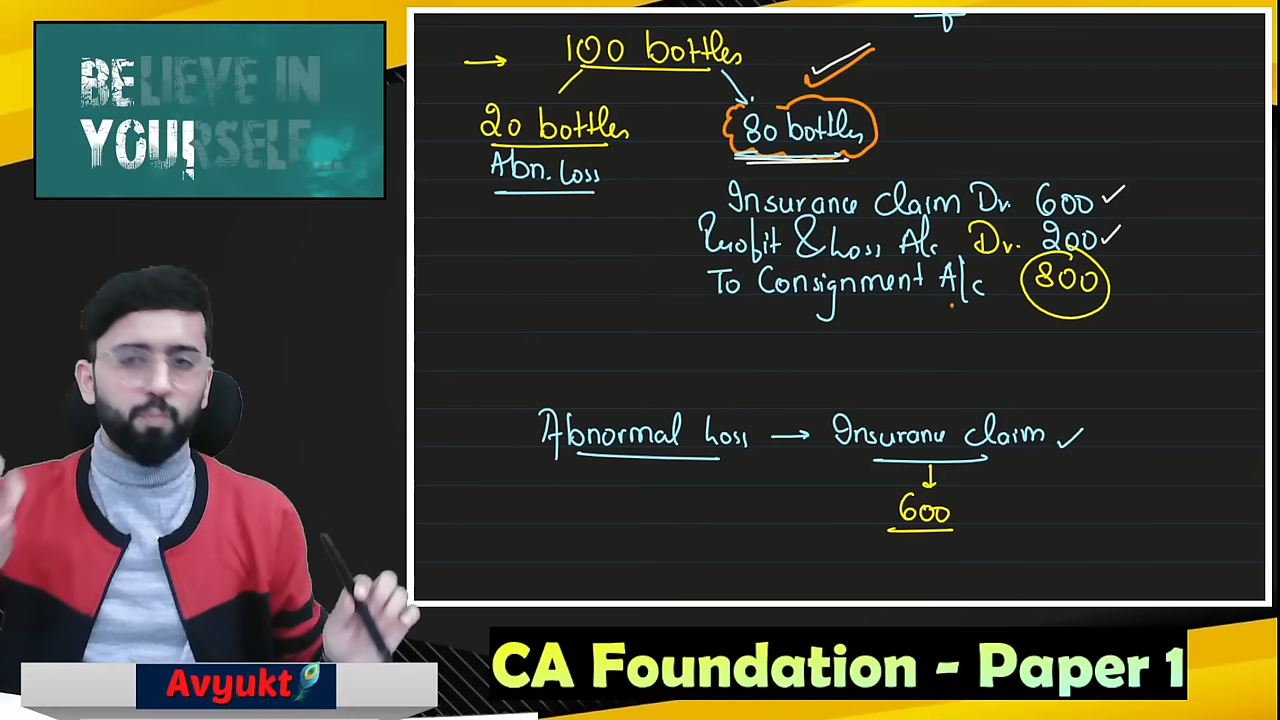 BELIEVE IN
YOURSELF...
→ 100 bottles
20 bottles 80 bottles
Abn. Loss
Insurance claim Dr. 600 ✓
Profit & Loss A/c Dr. 200 ✓
To Consignment A/c 800
Abnormal Loss → Insurance claim ✓
600
Avyukt
CA Foundation - Paper 1